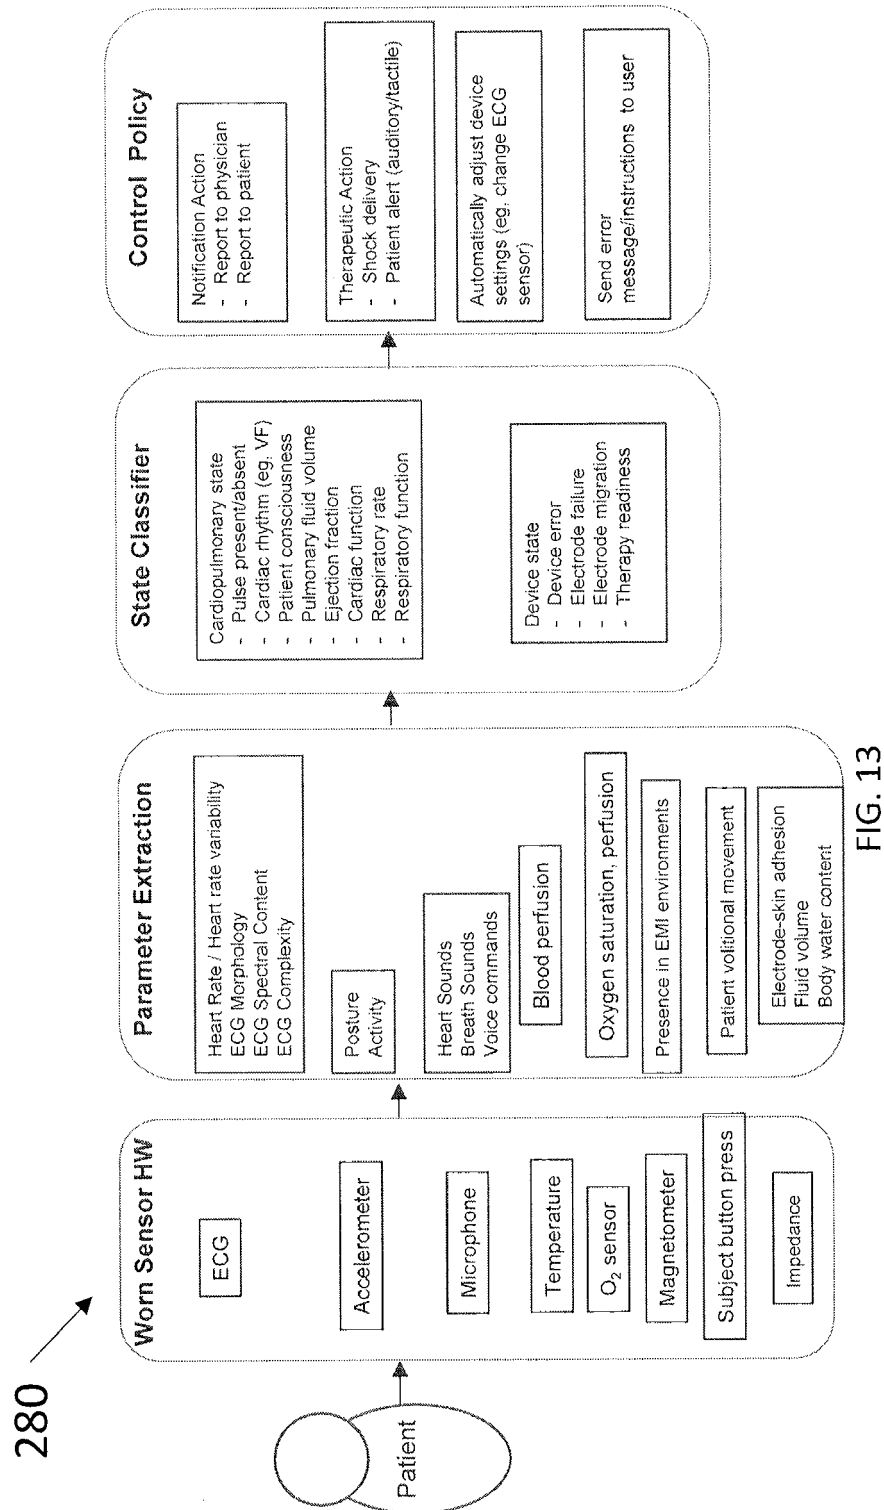 280
Patient
Worn Sensor HW
ECG
Accelerometer
Microphone
Temperature
O₂ sensor
Magnetometer
Subject button press
Impedance
Parameter Extraction
Heart Rate / Heart rate variability
ECG Morphology
ECG Spectral Content
ECG Complexity
Posture
Activity
Heart Sounds
Breath Sounds
Voice commands
Blood perfusion
Oxygen saturation, perfusion
Presence in EMI environments
Patient volitional movement
Electrode-skin adhesion
Fluid volume
Body water content
State Classifier
Cardiopulmonary state
- Pulse present/absent
- Cardiac rhythm (eg. VF)
- Patient consciousness
- Pulmonary fluid volume
- Ejection fraction
- Cardiac function
- Respiratory rate
- Respiratory function
Device state
- Device error
- Electrode failure
- Electrode migration
- Therapy readiness
Control Policy
Notification Action
- Report to physician
- Report to patient
Therapeutic Action
- Shock delivery
- Patient alert (auditory/tactile)
Automatically adjust device
settings (eg. change ECG
sensor)
Send error
message/instructions to user
FIG. 13